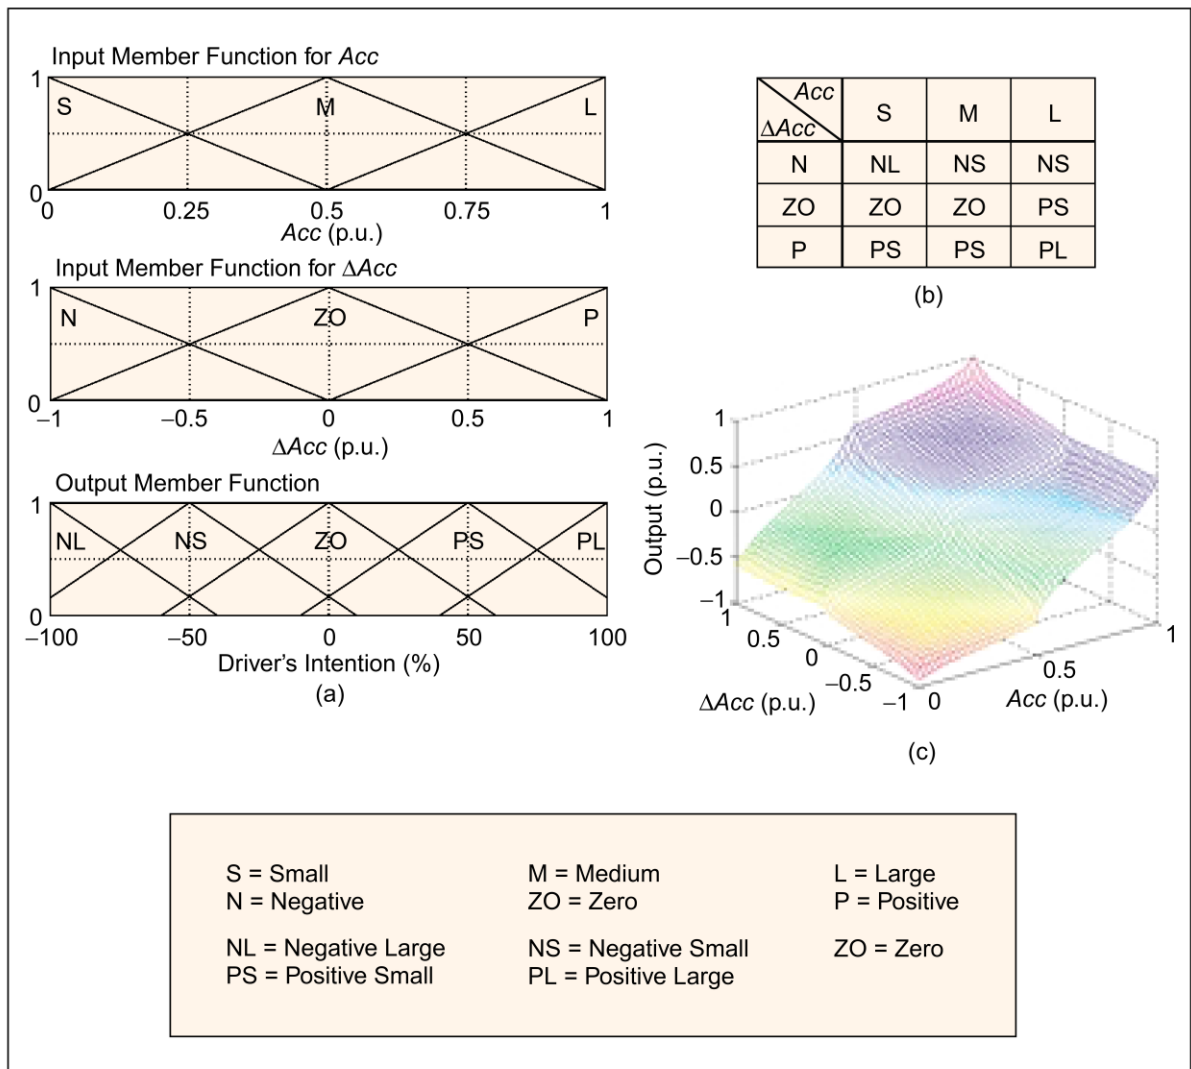 Input Member Function for Acc
1
S
M
L
0
0
0.25
0.5
0.75
1
Acc (p.u.)
Input Member Function for ΔAcc
1
N
ZO
P
0
−1
−0.5
0
0.5
1
ΔAcc (p.u.)
Output Member Function
1
NL
NS
ZO
PS
PL
0
−100
−50
0
50
100
Driver's Intention (%)
(a)
Acc
ΔAcc
S M L
N NL NS NS
ZO ZO ZO PS
P PS PS PL
(b)
Output (p.u.)
1
0.5
0
−0.5
−1
1
0.5
0
−0.5
−1
ΔAcc (p.u.)
0
0.5
1
Acc (p.u.)
(c)
S = Small M = Medium L = Large
N = Negative ZO = Zero P = Positive
NL = Negative Large NS = Negative Small ZO = Zero
PS = Positive Small PL = Positive Large